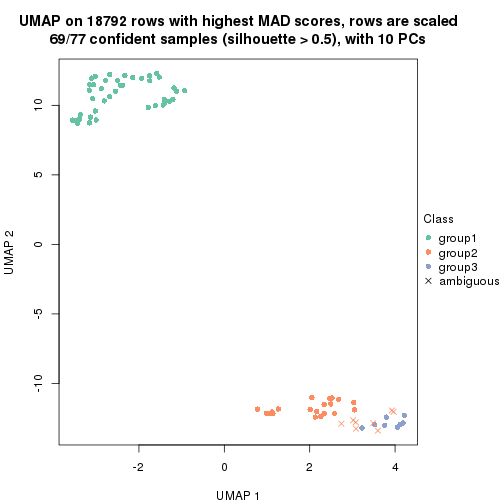 UMAP on 18792 rows with highest MAD scores, rows are scaled
69/77 confident samples (silhouette > 0.5), with 10 PCs
10
5
0
-5
-10
UMAP 2
-2
0
2
4
UMAP 1
Class
group1
group2
group3
ambiguous